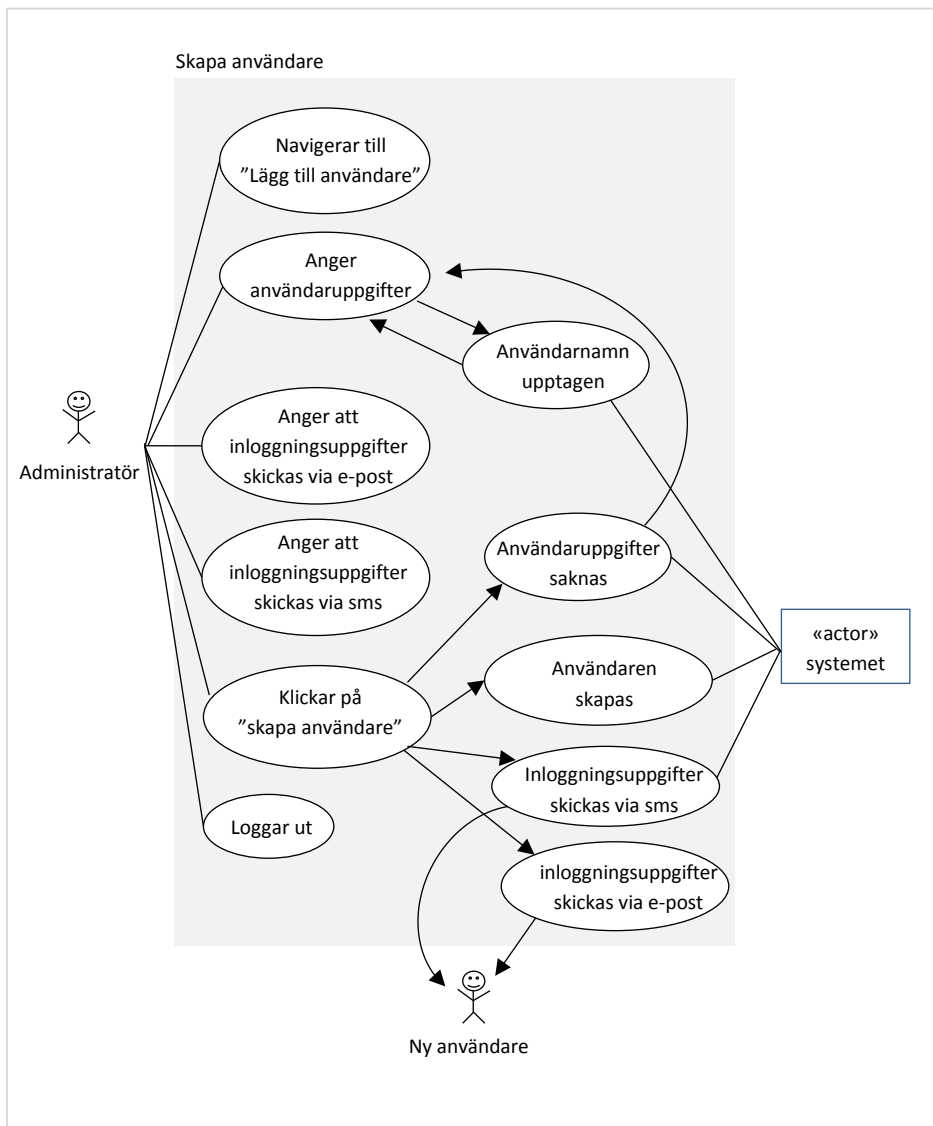 Skapa användare
Navigerar till
”Lägg till användare”
Anger
användaruppgifter
Användarnamn
upptagen
Anger att
inloggningsuppgifter
skickas via e-post
Administratör
Anger att
inloggningsuppgifter
skickas via sms
Användaruppgifter
saknas
«actor»
systemet
Användaren
skapas
Klickar på
”skapa användare”
Inloggningsuppgifter
skickas via sms
Loggar ut
inloggningsuppgifter
skickas via e-post
Ny användare